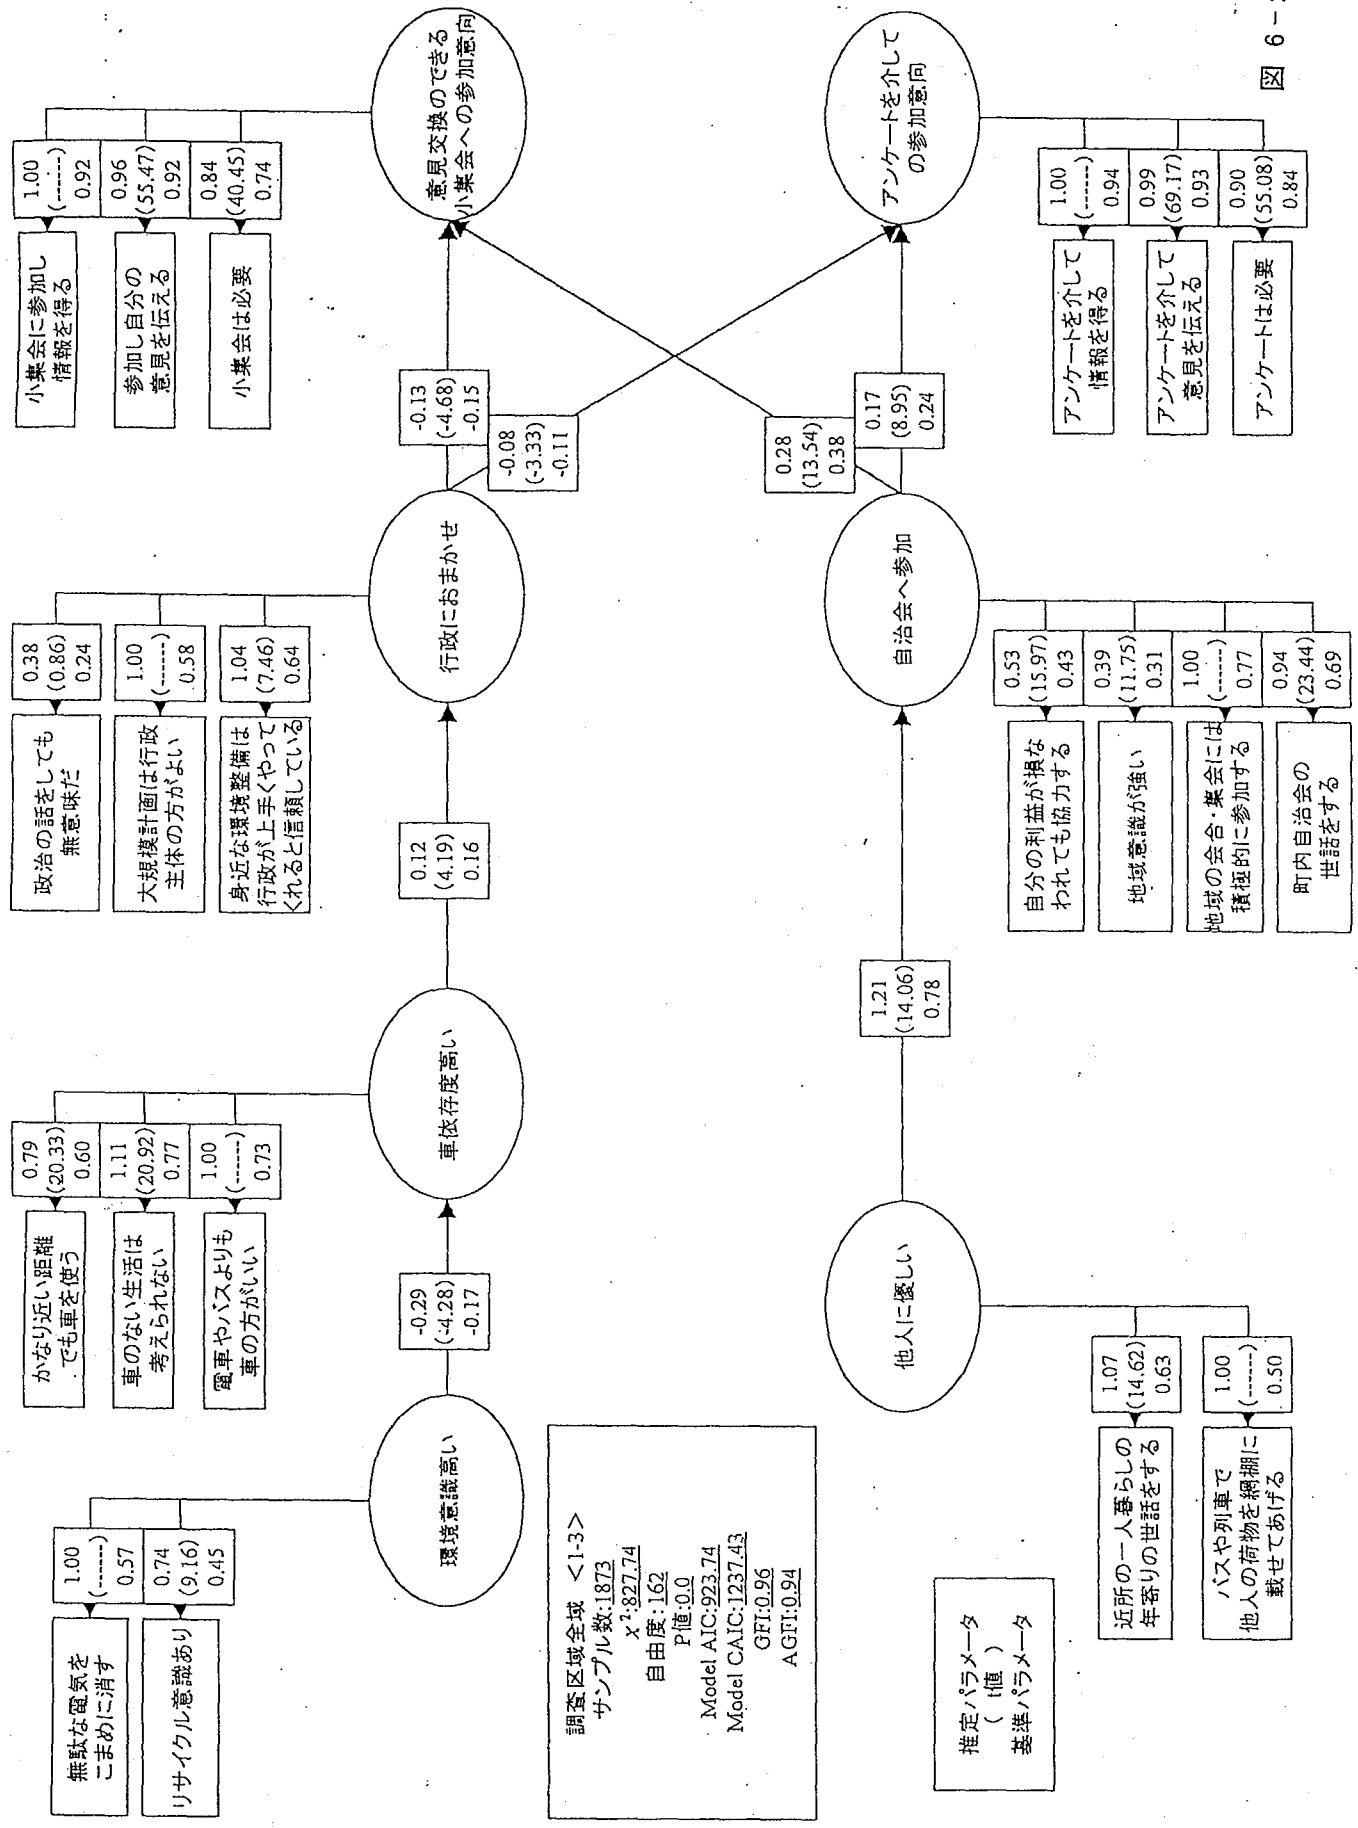 無駄な電気を
こまめに消す
1.00
(------)
0.57
リサイクル意識あり
0.74
(9.16)
0.45
環境意識高い
-0.29
(-4.28)
-0.17
かなり近い距離
でも車を使う
0.79
(20.33)
0.60
車のない生活は
考えられない
1.11
(20.92)
0.77
電車やバスよりも
車の方がいい
1.00
(------)
0.73
車依存度高い
0.12
(4.19)
0.16
政治の話をしても
無意味だ
0.38
(0.86)
0.24
大規模計画は行政
主体の方がよい
1.00
(------)
0.58
身近な環境整備は
行政が上手くやって
くれると信頼している
1.04
(7.46)
0.64
行政におまかせ
-0.13
(-4.68)
-0.15
-0.08
(-3.33)
-0.11
小集会に参加し
情報を得る
1.00
(------)
0.92
参加し自分の
意見を伝える
0.96
(55.47)
0.92
小集会は必要
0.84
(40.45)
0.74
意見交換のできる
小集会への参加意向
調査区域全域 <1-3>
サンプル数:1873
χ²:827.74
自由度:162
P値:0.0
Model AIC:923.74
Model CAIC:1237.43
GFI:0.96
AGFI:0.94
推定パラメータ
( t値 )
基準パラメータ
他人に優しい
近所の一人暮らしの
年寄りの世話をする
1.07
(14.62)
0.63
バスや列車で
他人の荷物を網棚に
載せてあげる
1.00
(------)
0.50
1.21
(14.06)
0.78
自治会へ参加
自分の利益が損な
われても協力する
0.53
(15.97)
0.43
地域意識が強い
0.39
(11.75)
0.31
地域の会合・集会には
積極的に参加する
1.00
(------)
0.77
町内自治会の
世話をする
0.94
(23.44)
0.69
0.28
(13.54)
0.38
0.17
(8.95)
0.24
アンケートを介して
の参加意向
アンケートを介して
情報を得る
1.00
(------)
0.94
アンケートを介して
意見を伝える
0.99
(69.17)
0.93
アンケートは必要
0.90
(55.08)
0.84
図 6-